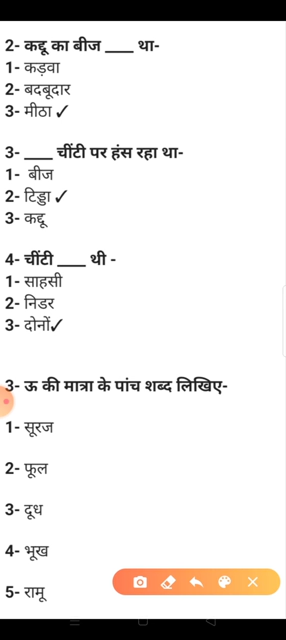 2- कद्दू का बीज ____ था-
1- कड़वा
2- बदबूदार
3- मीठा ✓
3- ____ चींटी पर हंस रहा था-
1- बीज
2- टिड्डा ✓
3- कद्दू
4- चींटी ____ थी -
1- साहसी
2- निडर
3- दोनों✓
3- ऊ की मात्रा के पांच शब्द लिखिए-
1- सूरज
2- फूल
3- दूध
4- भूख
5- रामू